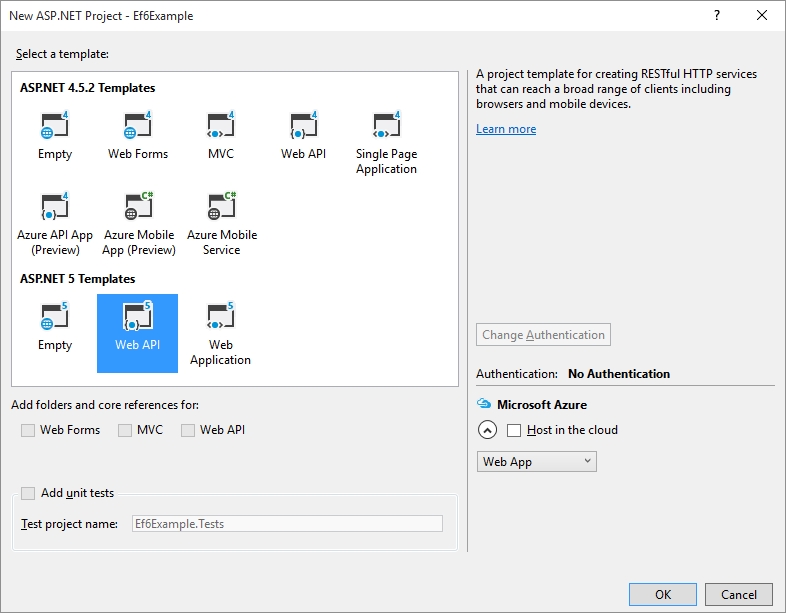 New ASP.NET Project - Ef6Example
?
Select a template:
ASP.NET 4.5.2 Templates
4 4 4 4 4
Empty Web Forms MVC Web API Single Page
Application
4 C# C#
Azure API App Azure Mobile Azure Mobile
(Preview) App (Preview) Service
ASP.NET 5 Templates
5 5 5
Empty Web API Web
Application
Add folders and core references for:
Web Forms MVC Web API
Add unit tests
Test project name: Ef6Example.Tests
A project template for creating RESTful HTTP services
that can reach a broad range of clients including
browsers and mobile devices.
Learn more
Change Authentication
Authentication: No Authentication
Microsoft Azure
Host in the cloud
Web App
OK Cancel